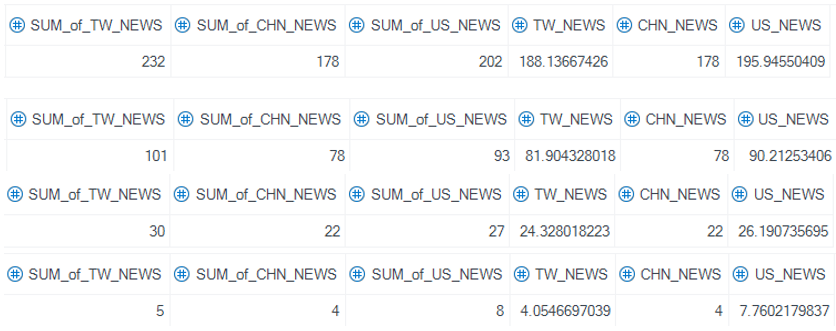 SUM_of_TW_NEWS SUM_of_CHN_NEWS SUM_of_US_NEWS TW_NEWS CHN_NEWS US_NEWS
232 178 202 188.13667426 178 195.94550409
SUM_of_TW_NEWS SUM_of_CHN_NEWS SUM_of_US_NEWS TW_NEWS CHN_NEWS US_NEWS
101 78 93 81.904328018 78 90.21253406
SUM_of_TW_NEWS SUM_of_CHN_NEWS SUM_of_US_NEWS TW_NEWS CHN_NEWS US_NEWS
30 22 27 24.328018223 22 26.190735695
SUM_of_TW_NEWS SUM_of_CHN_NEWS SUM_of_US_NEWS TW_NEWS CHN_NEWS US_NEWS
5 4 8 4.0546697039 4 7.7602179837